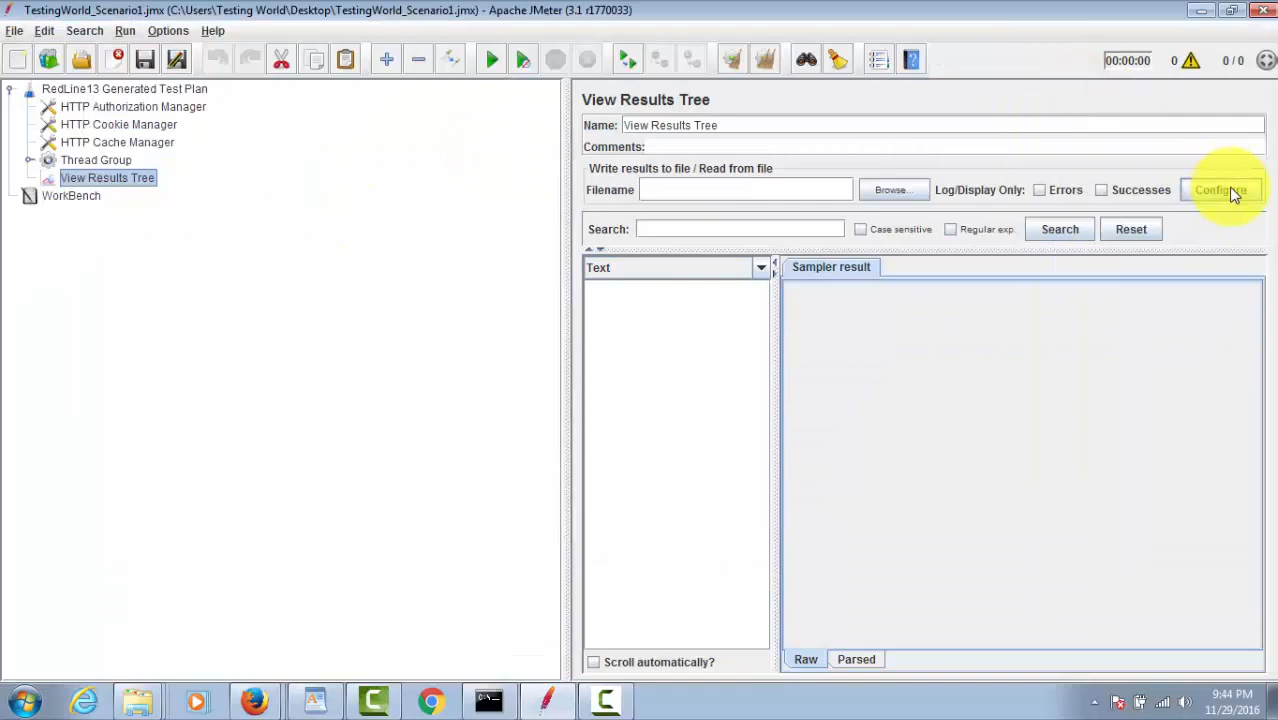 TestingWorld_Scenario1.jmx (C:\Users\Testing World\Desktop\TestingWorld_Scenario1.jmx) - Apache JMeter (3.1 r1770033)
File Edit Search Run Options Help
00:00:00 0 0 / 0
RedLine13 Generated Test Plan
HTTP Authorization Manager
HTTP Cookie Manager
HTTP Cache Manager
Thread Group
View Results Tree
WorkBench
View Results Tree
Name: View Results Tree
Comments:
Write results to file / Read from file
Filename Browse... Log/Display Only: Errors Successes Configure
Search: Case sensitive Regular exp. Search Reset
Text Sampler result
Scroll automatically? Raw Parsed
9:44 PM
11/29/2016